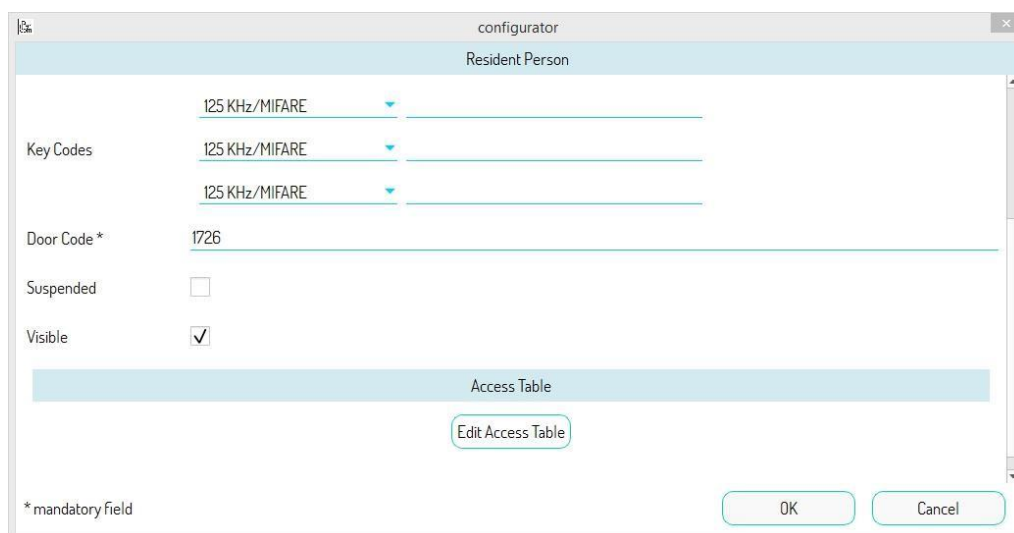 configurator
Resident Person
125 KHz/MIFARE
Key Codes 125 KHz/MIFARE
125 KHz/MIFARE
Door Code * 1726
Suspended
Visible
Access Table
Edit Access Table
* mandatory field OK Cancel